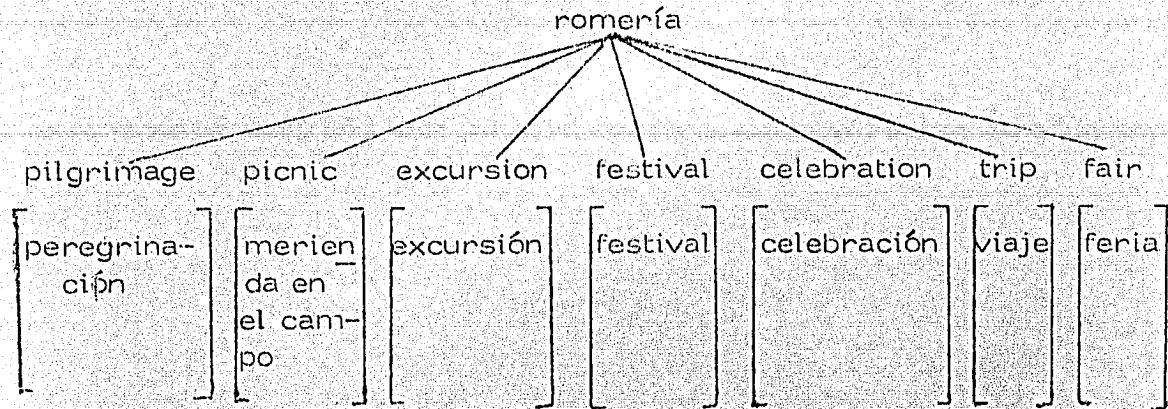 romería
pilgrimage picnic excursion festival celebration trip fair
peregrina- merien excursión festival celebración viaje feria
ción da en
el cam-
po